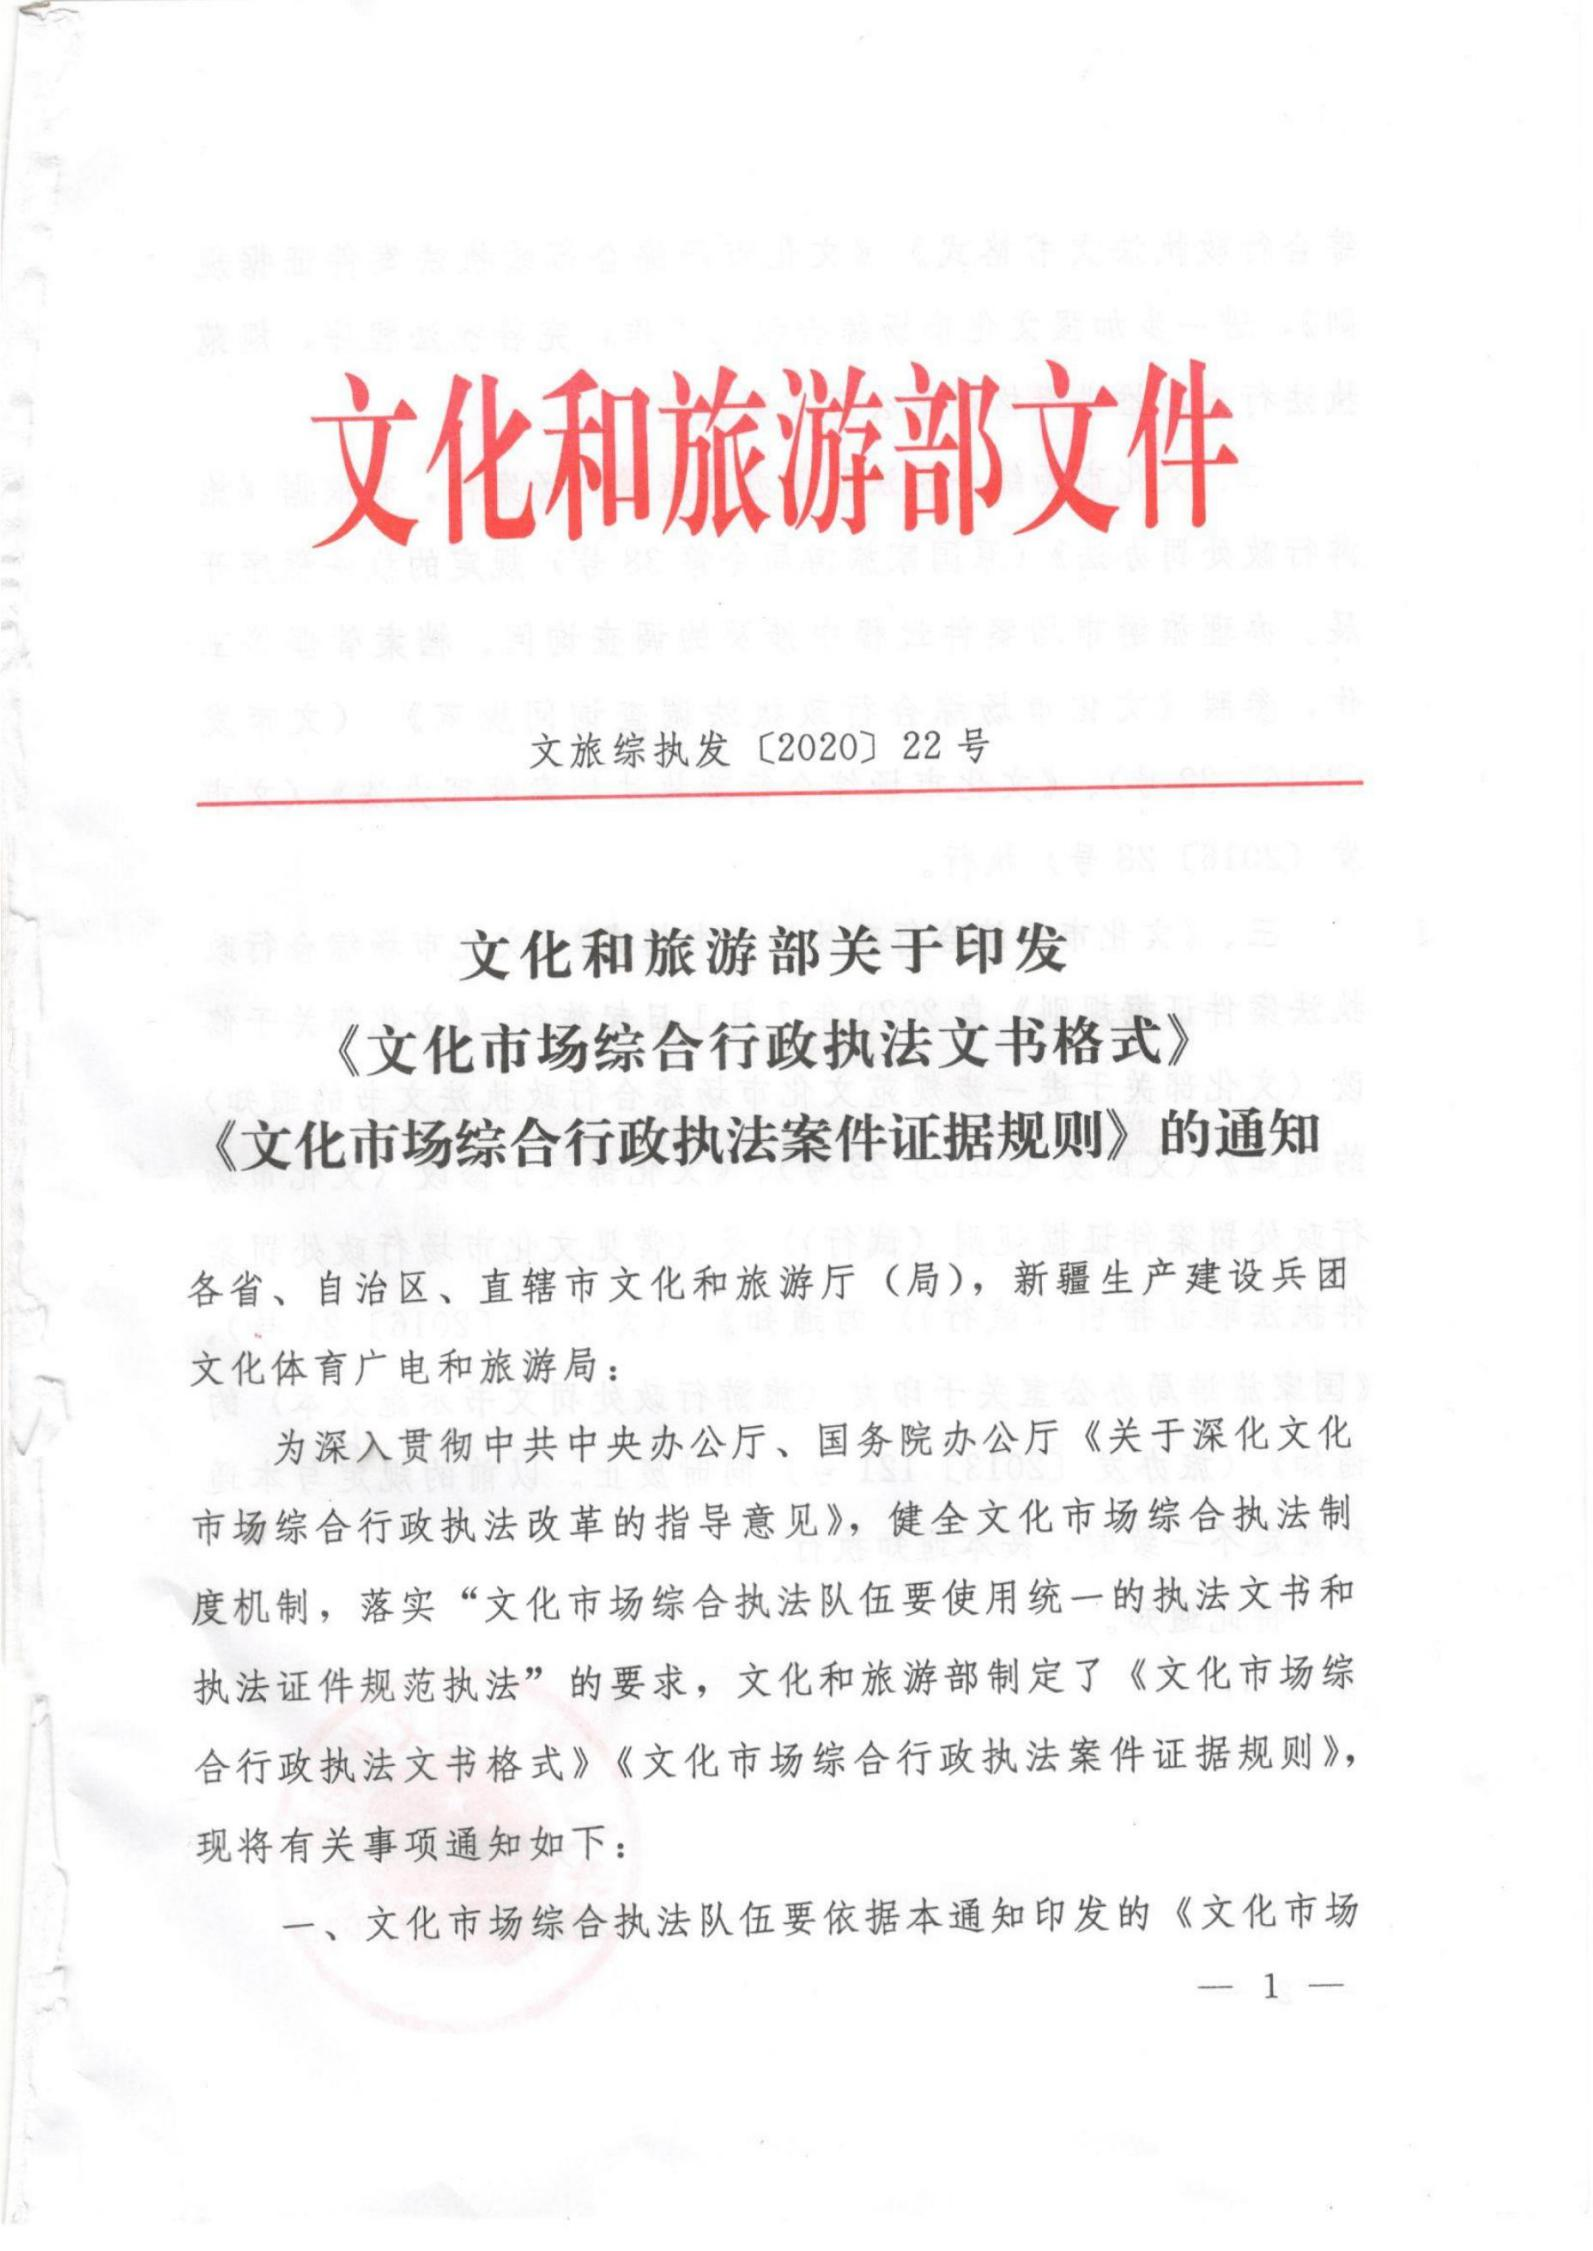 文化和旅游部文件
文旅综执发〔2020〕22号
文化和旅游部关于印发
《文化市场综合行政执法文书格式》
《文化市场综合行政执法案件证据规则》的通知
各省、自治区、直辖市文化和旅游厅（局），新疆生产建设兵团
文化体育广电和旅游局：
为深入贯彻中共中央办公厅、国务院办公厅《关于深化文化
市场综合行政执法改革的指导意见》，健全文化市场综合执法制
度机制，落实“文化市场综合执法队伍要使用统一的执法文书和
执法证件规范执法”的要求，文化和旅游部制定了《文化市场综
合行政执法文书格式》《文化市场综合行政执法案件证据规则》，
现将有关事项通知如下：
一、文化市场综合执法队伍要依据本通知印发的《文化市场
— 1 —